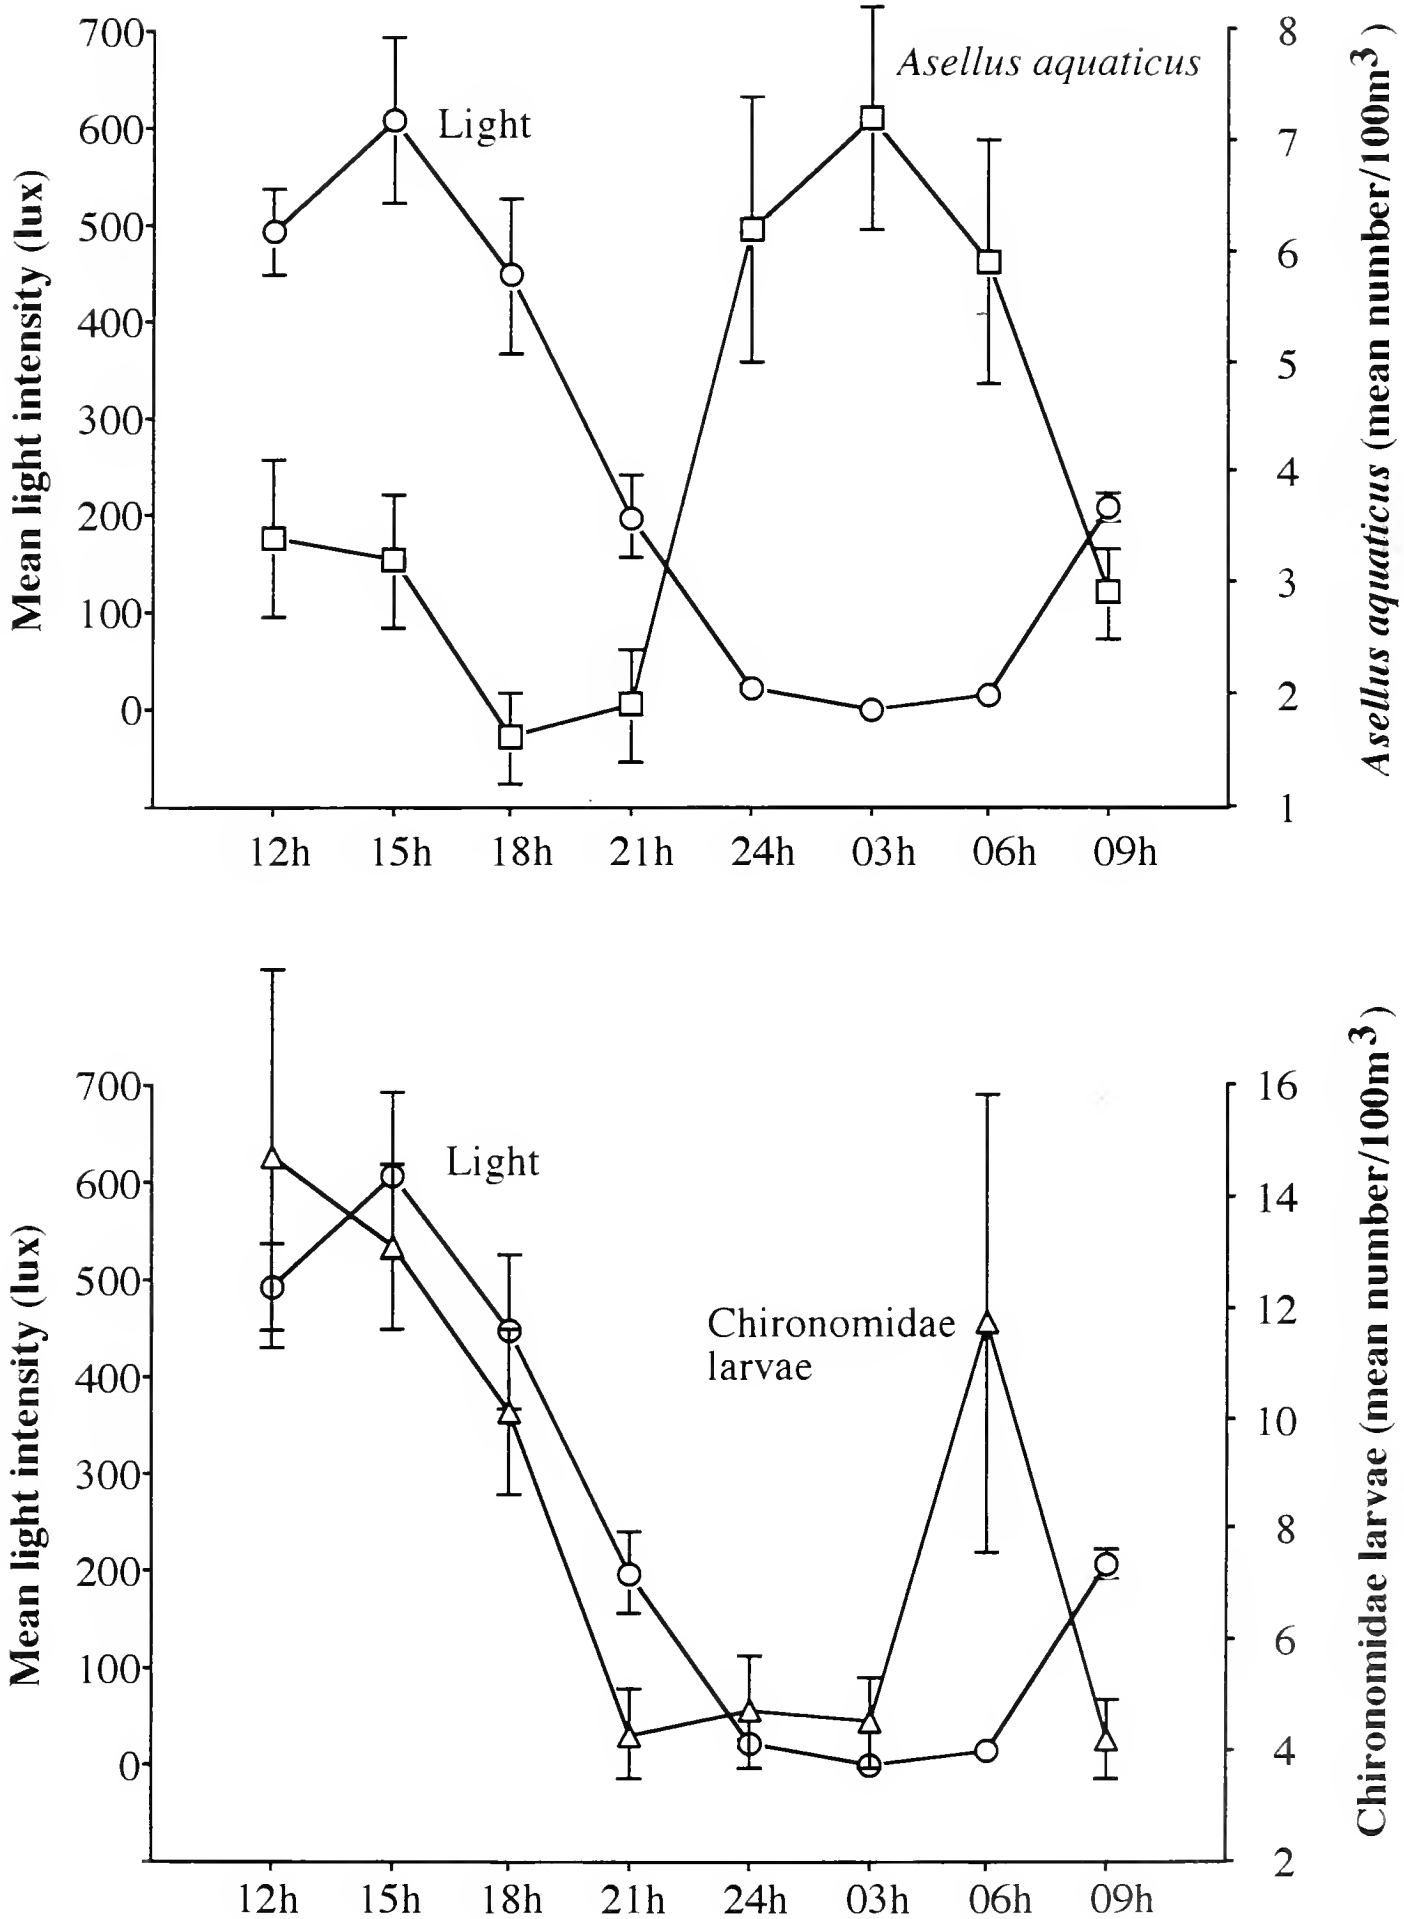 700
600
500
400
300
200
100
0
Mean light intensity (lux)
Light
Asellus aquaticus
8
7
6
5
4
3
2
1
Asellus aquaticus (mean number/100m³)
12h 15h 18h 21h 24h 03h 06h 09h
700
600
500
400
300
200
100
0
Mean light intensity (lux)
Light
Chironomidae
larvae
16
14
12
10
8
6
4
2
Chironomidae larvae (mean number/100m³)
12h 15h 18h 21h 24h 03h 06h 09h